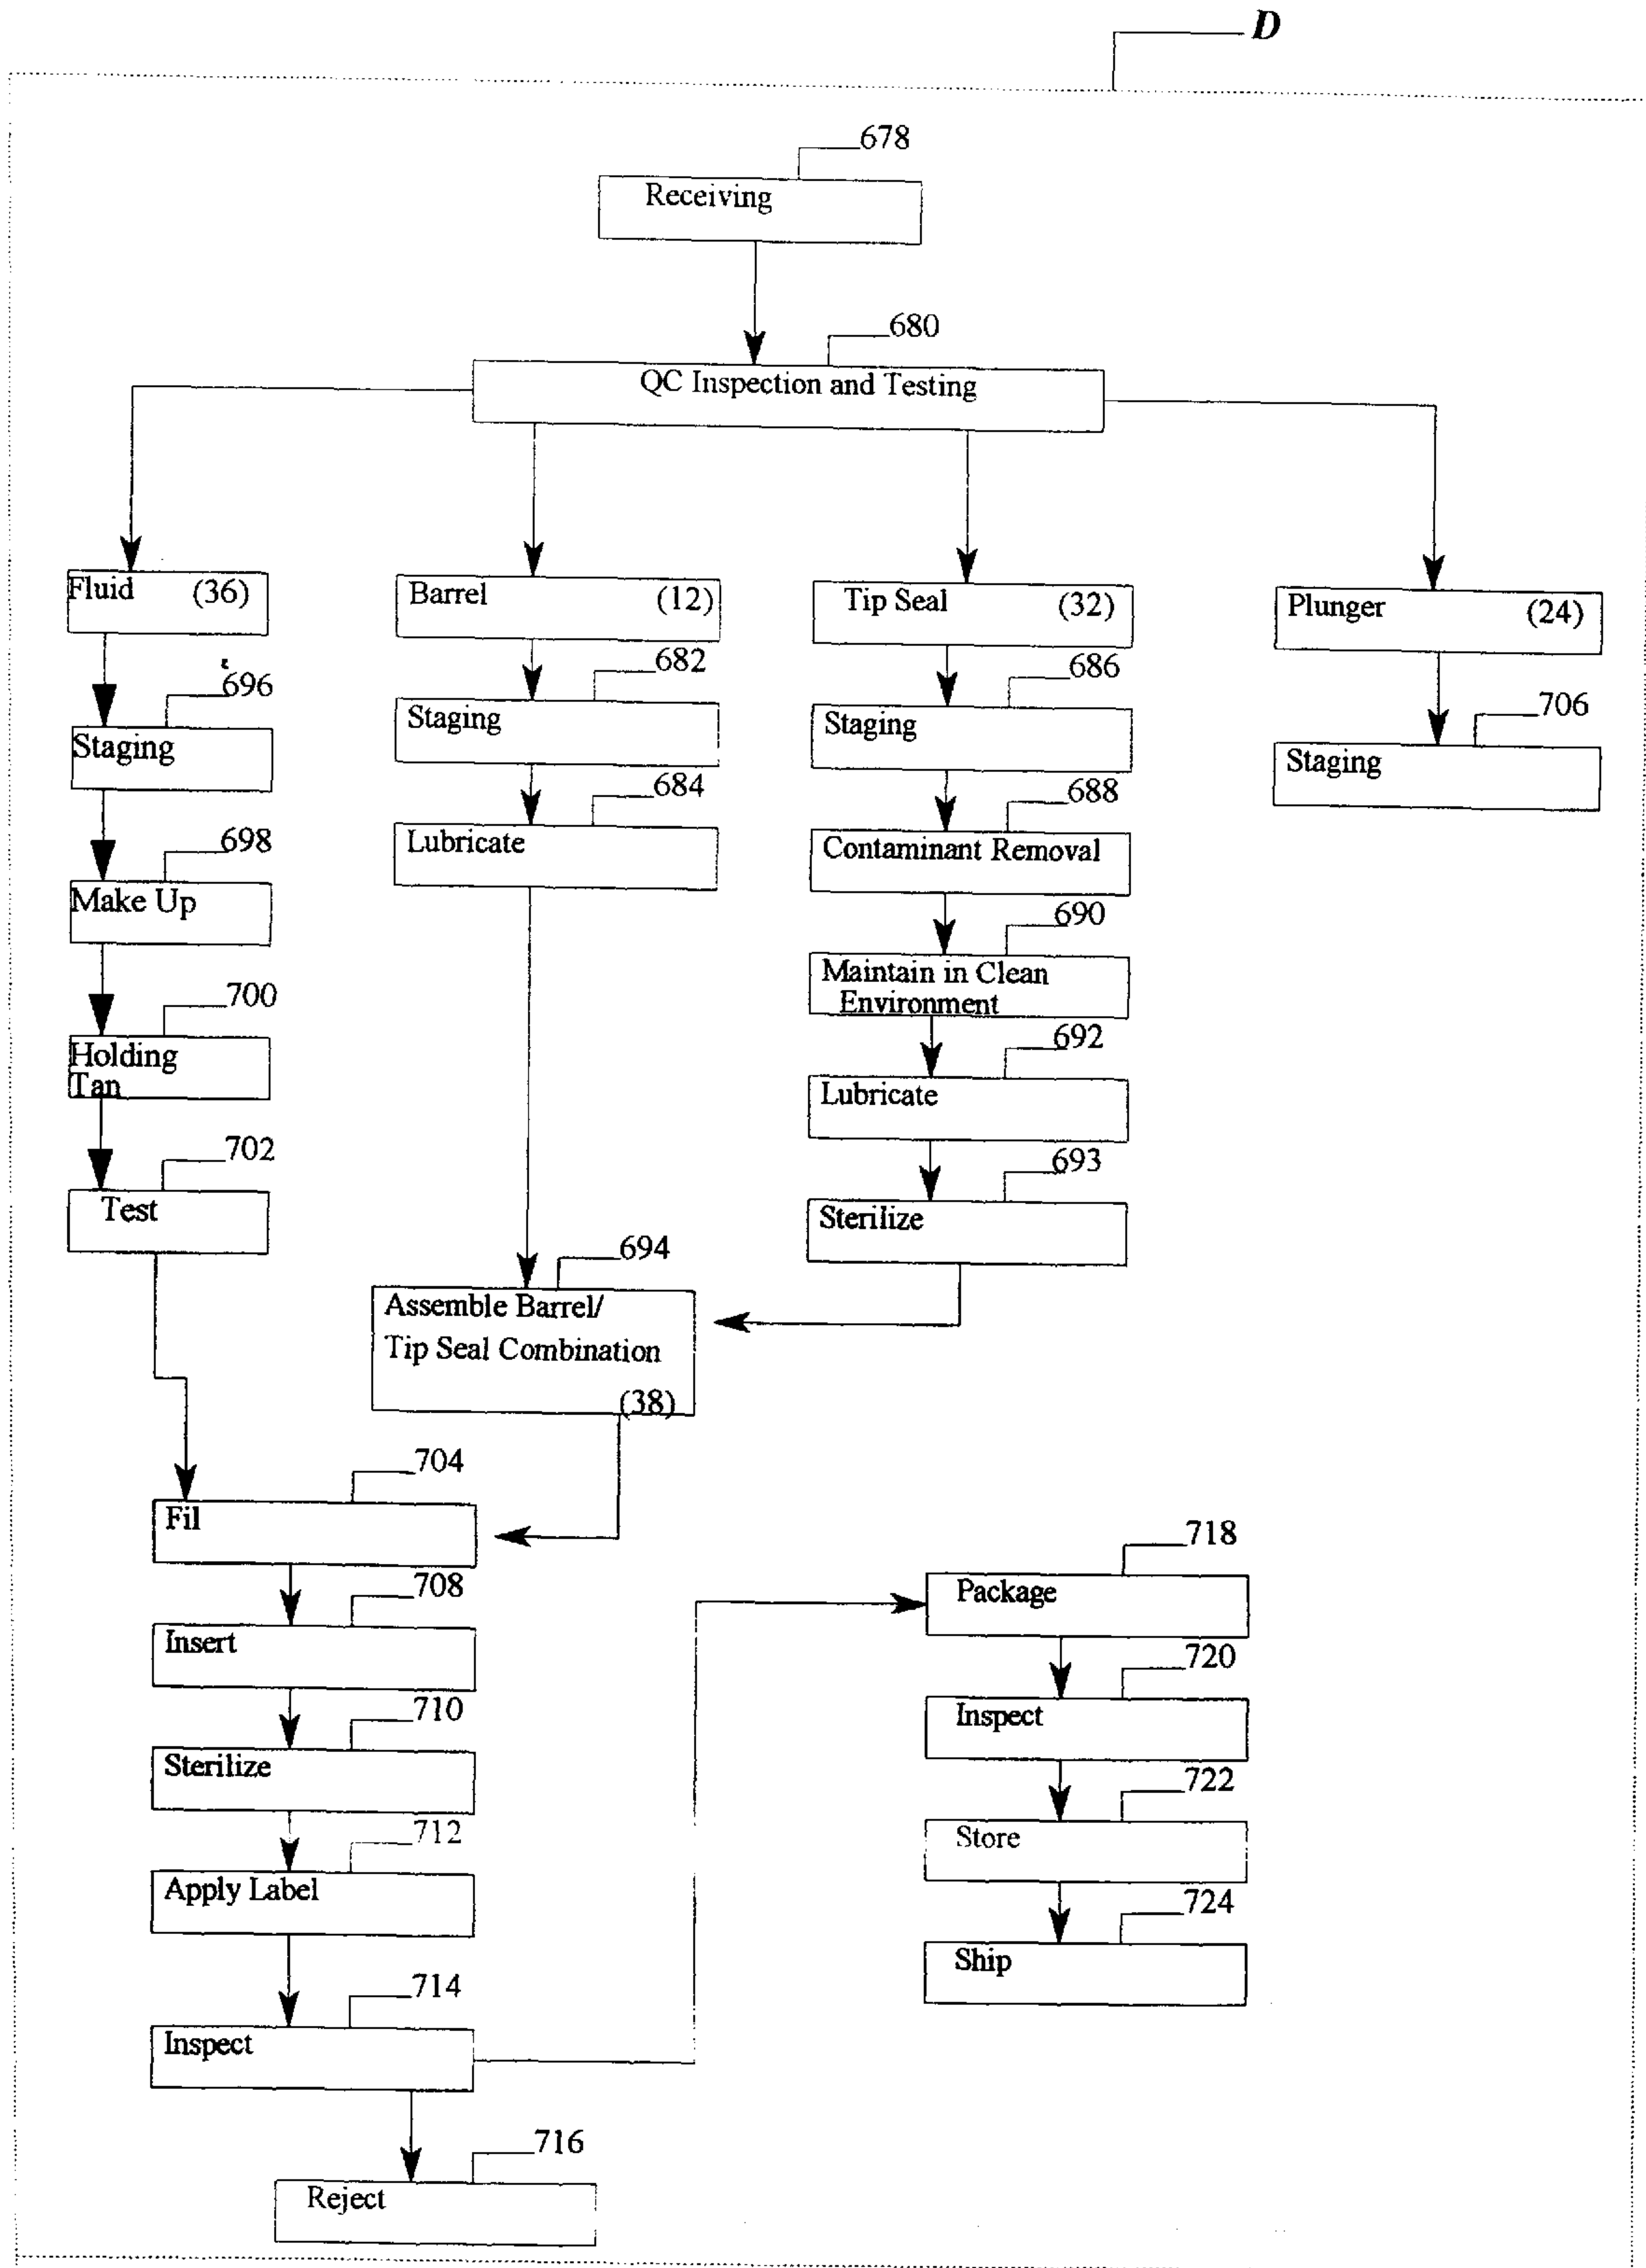 D
678
Receiving
680
QC Inspection and Testing
Fluid (36)
Barrel (12)
Tip Seal (32)
Plunger (24)
696
Staging
682
Staging
686
Staging
706
Staging
698
Make Up
684
Lubricate
688
Contaminant Removal
690
Maintain in Clean
Environment
700
Holding
Tan
692
Lubricate
702
Test
693
Sterilize
694
Assemble Barrel/
Tip Seal Combination
(38)
704
Fil
708
Insert
710
Sterilize
712
Apply Label
714
Inspect
716
Reject
718
Package
720
Inspect
722
Store
724
Ship